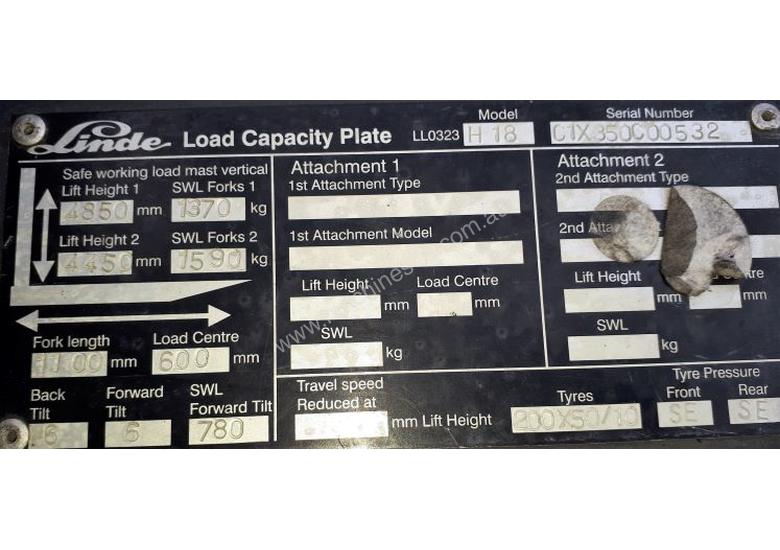 Linde Load Capacity Plate LL0323
Model
H 18
Serial Number
C1X350C00532
Safe working load mast vertical
Lift Height 1 SWL Forks 1
4850 mm 1370 kg
Lift Height 2 SWL Forks 2
4450 mm 1590 kg
Fork length Load Centre
1100 mm 600 mm
Back Tilt
6
Forward Tilt
6
SWL Forward Tilt
780
Attachment 1
1st Attachment Type
1st Attachment Model
Lift Height Load Centre
mm mm
SWL
kg
Attachment 2
2nd Attachment Type
2nd
Lift Height
mm mm
SWL
kg
Travel speed
Reduced at mm Lift Height
Tyres
200X50/10
Tyre Pressure
Front Rear
SE SE